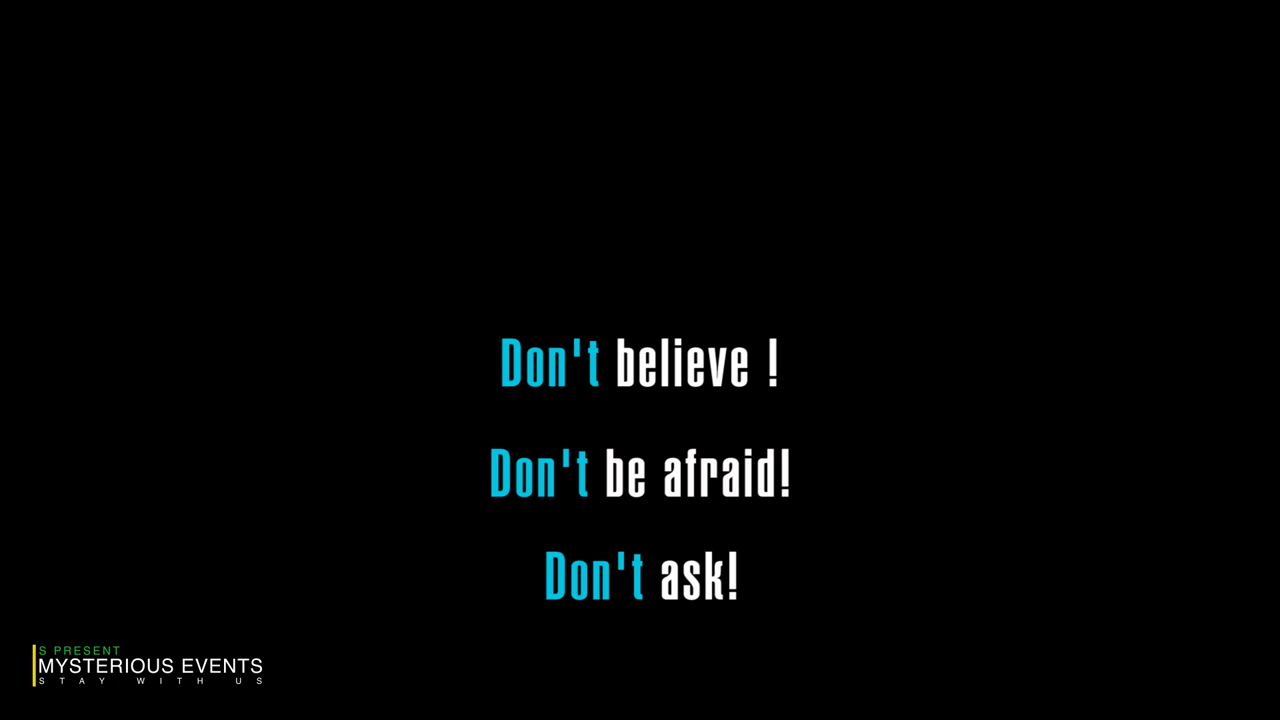 Don't believe !
Don't be afraid!
Don't ask!
S PRESENT
MYSTERIOUS EVENTS
STAY WITH US